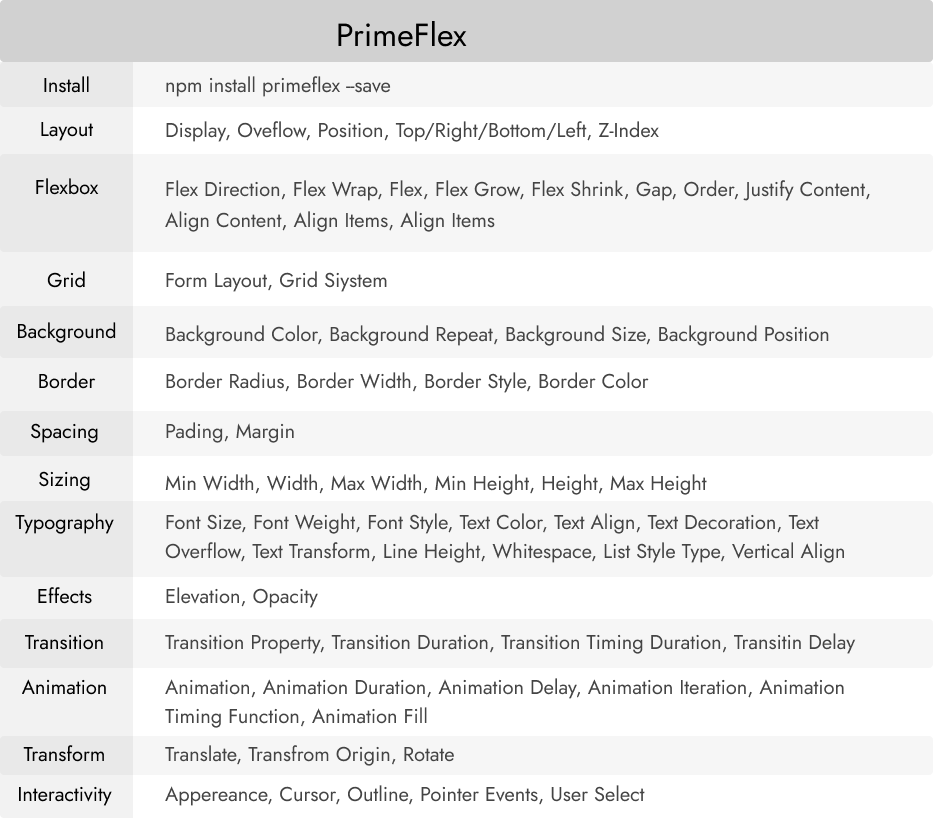 PrimeFlex
Install
npm install primeflex –save
Layout
Display, Oveflow, Position, Top/Right/Bottom/Left, Z-Index
Flexbox
Flex Direction, Flex Wrap, Flex, Flex Grow, Flex Shrink, Gap, Order, Justify Content,
Align Content, Align Items, Align Items
Grid
Form Layout, Grid Siystem
Background
Background Color, Background Repeat, Background Size, Background Position
Border
Border Radius, Border Width, Border Style, Border Color
Spacing
Pading, Margin
Sizing
Min Width, Width, Max Width, Min Height, Height, Max Height
Typography
Font Size, Font Weight, Font Style, Text Color, Text Align, Text Decoration, Text
Overflow, Text Transform, Line Height, Whitespace, List Style Type, Vertical Align
Effects
Elevation, Opacity
Transition
Transition Property, Transition Duration, Transition Timing Duration, Transitin Delay
Animation
Animation, Animation Duration, Animation Delay, Animation Iteration, Animation
Timing Function, Animation Fill
Transform
Translate, Transfrom Origin, Rotate
Interactivity
Appereance, Cursor, Outline, Pointer Events, User Select